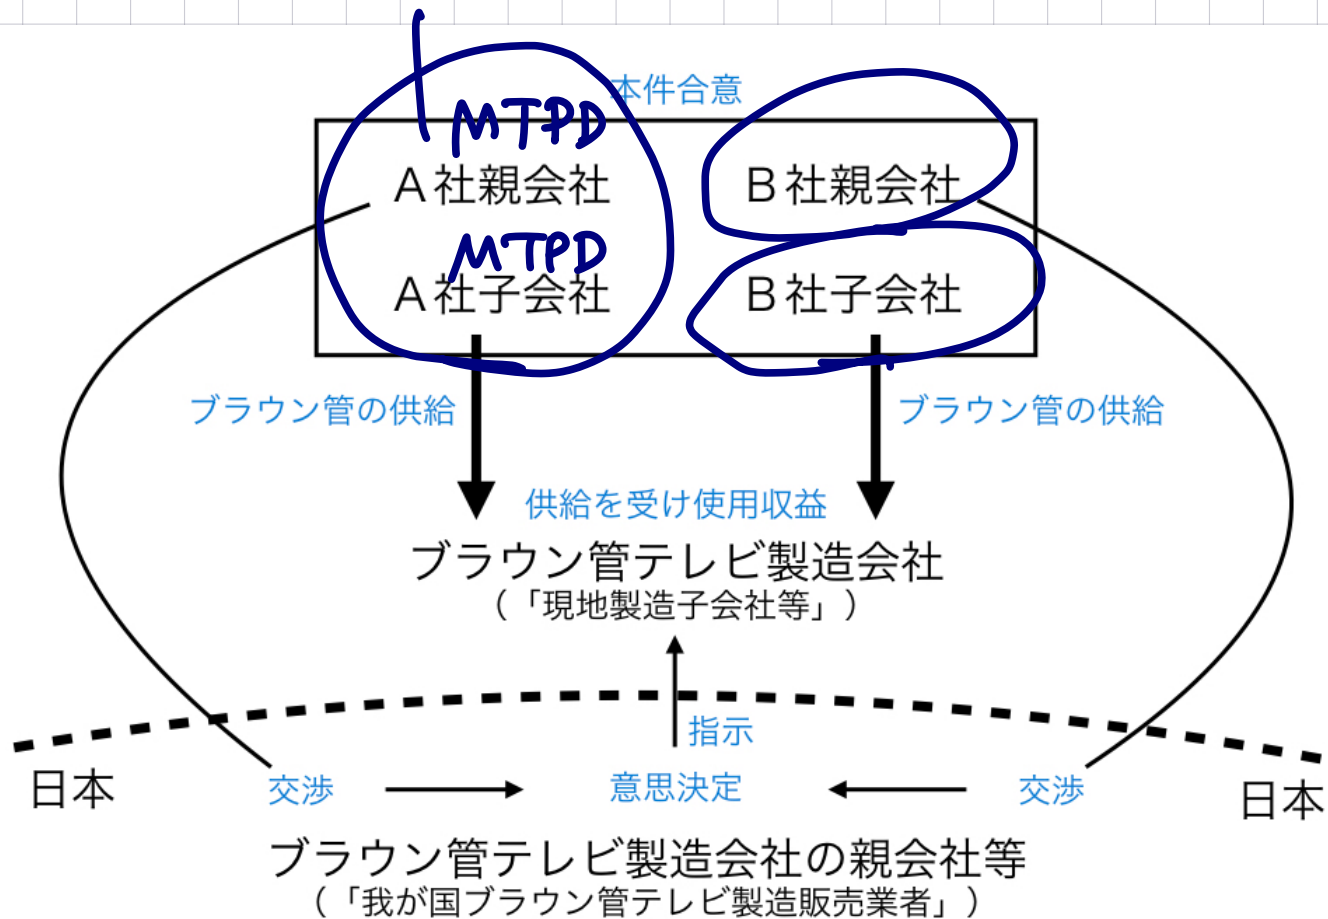 本件合意
MTPD
A社親会社 B社親会社
MTPD
A社子会社 B社子会社
ブラウン管の供給 ブラウン管の供給
供給を受け使用収益
ブラウン管テレビ製造会社
（「現地製造子会社等」）
指示
日本 交渉 意思決定 交渉 日本
ブラウン管テレビ製造会社の親会社等
（「我が国ブラウン管テレビ製造販売業者」）